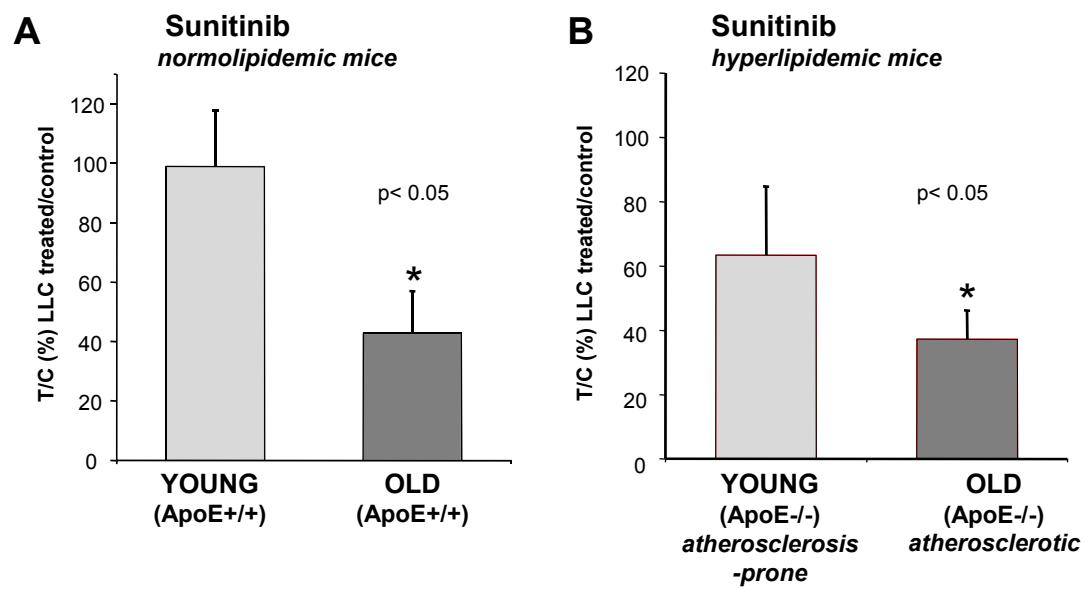 A
Sunitinib
normolipidemic mice
T/C (%) LLC treated/control
120
100
80
60
40
20
0
p< 0.05
*
YOUNG
(ApoE+/+)
OLD
(ApoE+/+)
B
Sunitinib
hyperlipidemic mice
T/C (%) LLC treated/control
120
100
80
60
40
20
0
p< 0.05
*
YOUNG
(ApoE-/-)
atherosclerosis
-prone
OLD
(ApoE-/-)
atherosclerotic